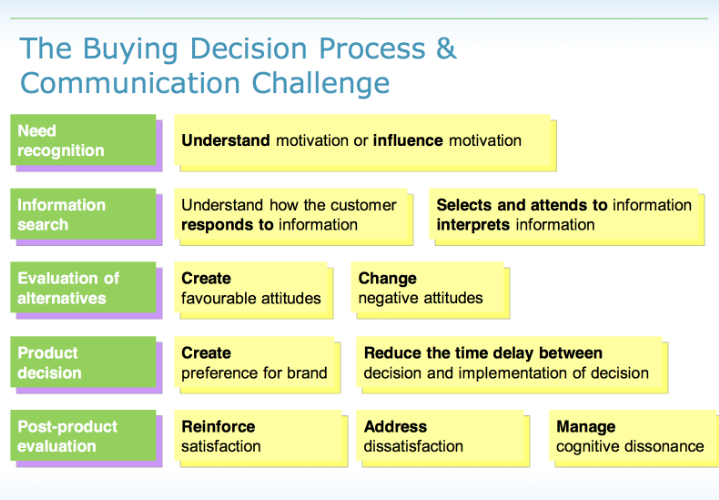 The Buying Decision Process &
Communication Challenge
Need
recognition
Understand motivation or influence motivation
Information
search
Understand how the customer
responds to information
Selects and attends to information
interprets information
Evaluation of
alternatives
Create
favourable attitudes
Change
negative attitudes
Product
decision
Create
preference for brand
Reduce the time delay between
decision and implementation of decision
Post-product
evaluation
Reinforce
satisfaction
Address
dissatisfaction
Manage
cognitive dissonance